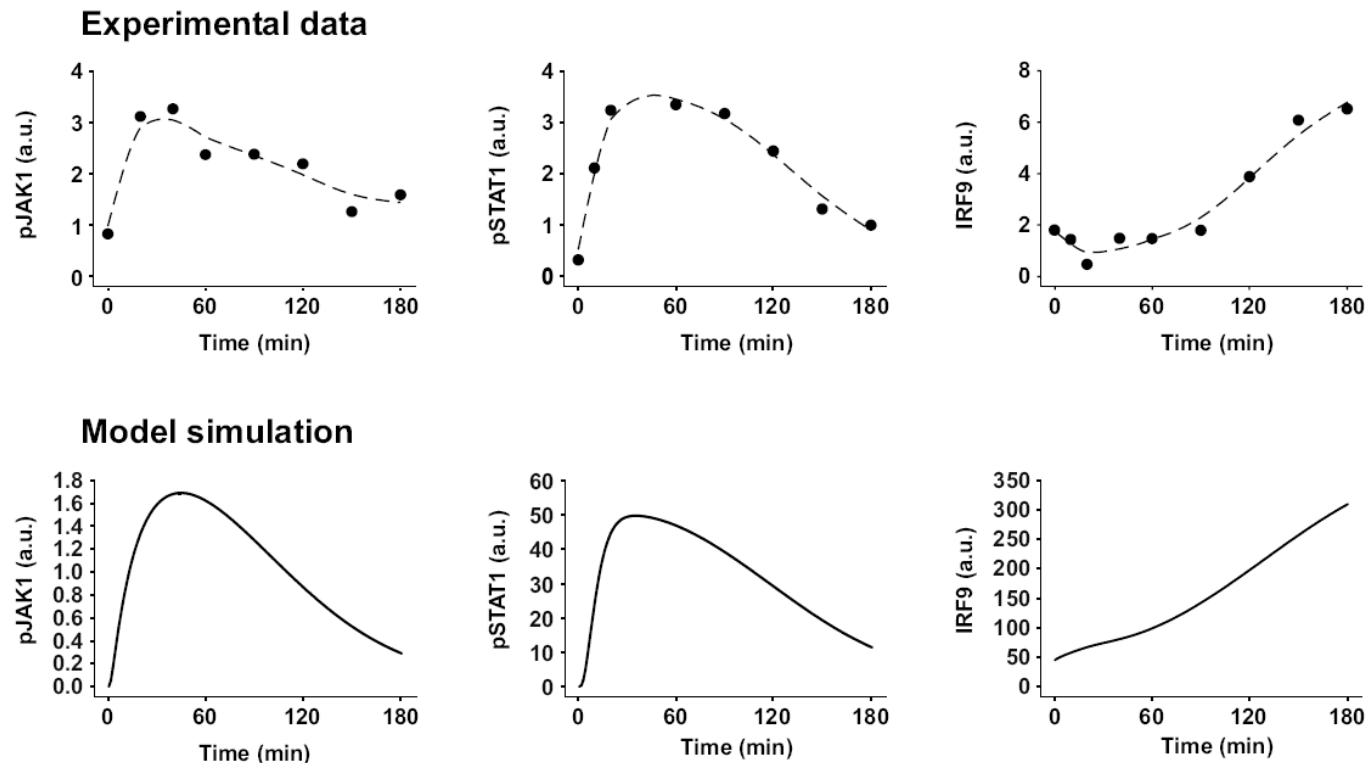 Experimental data
pJAK1 (a.u.)
4
3
2
1
0
0 60 120 180
Time (min)
pSTAT1 (a.u.)
4
3
2
1
0
0 60 120 180
Time (min)
IRF9 (a.u.)
8
6
4
2
0
0 60 120 180
Time (min)
Model simulation
pJAK1 (a.u.)
1.8
1.6
1.4
1.2
1.0
0.8
0.6
0.4
0.2
0.0
0 60 120 180
Time (min)
pSTAT1 (a.u.)
60
50
40
30
20
10
0
0 60 120 180
Time (min)
IRF9 (a.u.)
350
300
250
200
150
100
50
0
0 60 120 180
Time (min)